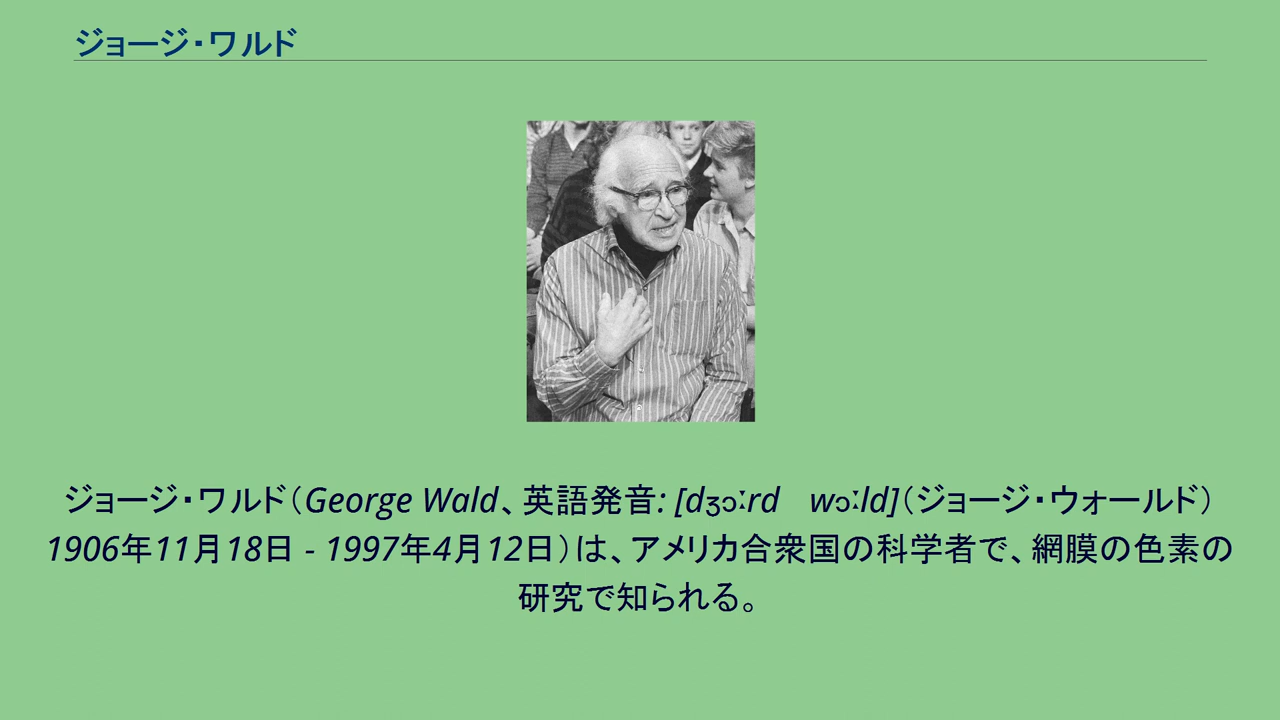 ジョージ・ワルド
ジョージ・ワルド（George Wald、英語発音: [dʒɔːrd wɔːld]（ジョージ・ウォールド）
1906年11月18日 - 1997年4月12日）は、アメリカ合衆国の科学者で、網膜の色素の
研究で知られる。